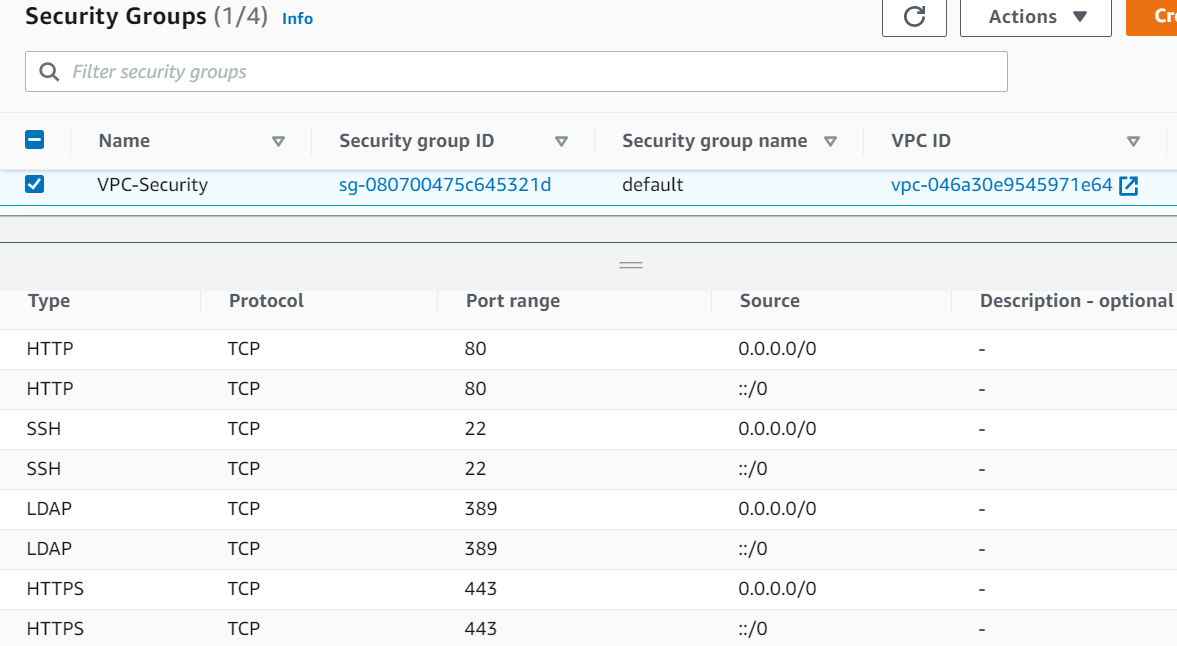 Security Groups (1/4) Info
Actions
Filter security groups
Name Security group ID Security group name VPC ID
VPC-Security sg-080700475c645321d default vpc-046a30e9545971e64
Type Protocol Port range Source Description - optional
HTTP TCP 80 0.0.0.0/0 -
HTTP TCP 80 ::/0 -
SSH TCP 22 0.0.0.0/0 -
SSH TCP 22 ::/0 -
LDAP TCP 389 0.0.0.0/0 -
LDAP TCP 389 ::/0 -
HTTPS TCP 443 0.0.0.0/0 -
HTTPS TCP 443 ::/0 -